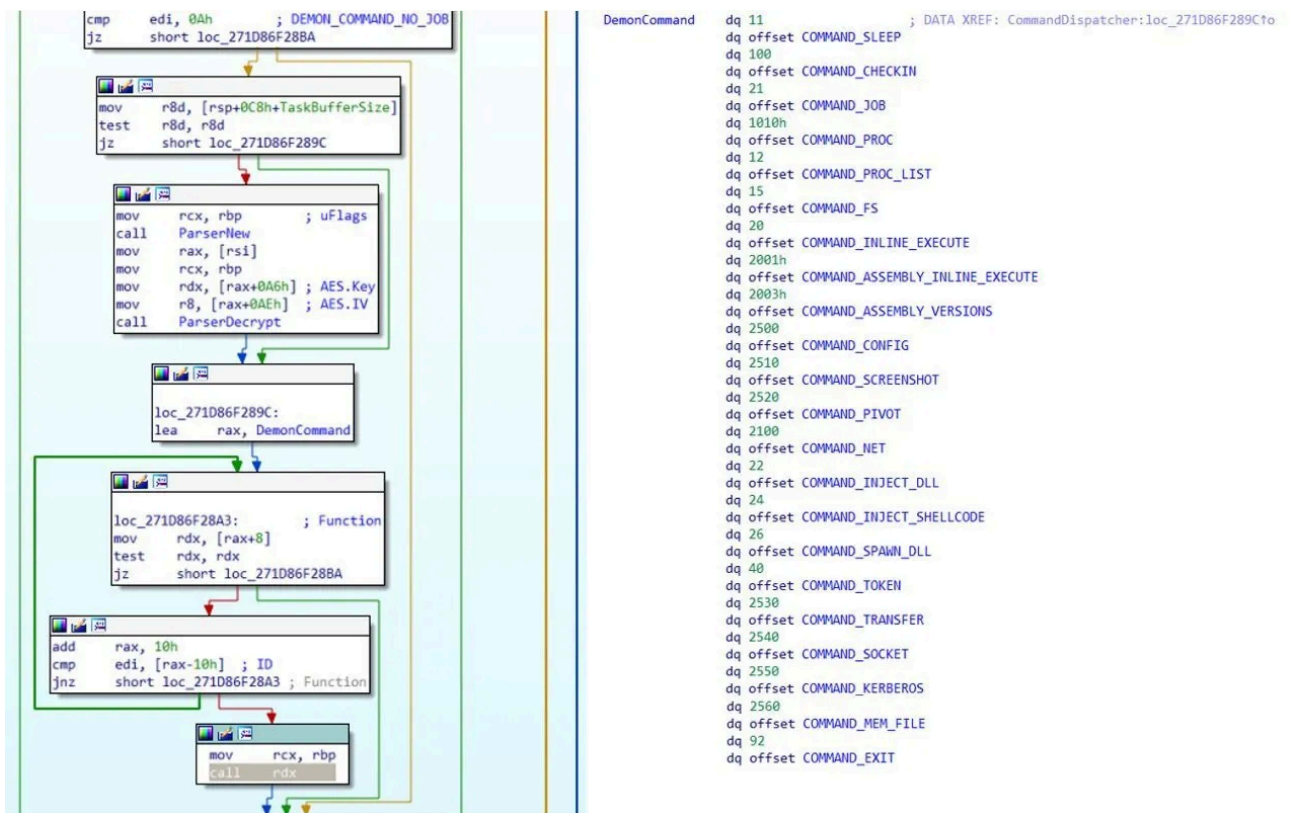 cmp edi, 0Ah ; DEMON_COMMAND_NO_JOB
jz short loc_271D86F28BA
mov r8d, [rsp+0C8h+TaskBufferSize]
test r8d, r8d
jz short loc_271D86F289C
mov rcx, rbp ; uFlags
call ParserNew
mov rax, [rsi]
mov rcx, rbp
mov rdx, [rax+0A6h] ; AES.Key
mov r8, [rax+0AEh] ; AES.IV
call ParserDecrypt
loc_271D86F289C:
lea rax, DemonCommand
loc_271D86F28A3: ; Function
mov rdx, [rax+8]
test rdx, rdx
jz short loc_271D86F28BA
add rax, 10h
cmp edi, [rax-10h] ; ID
jnz short loc_271D86F28A3 ; Function
mov rcx, rbp
call rdx
DemonCommand dq 11 ; DATA XREF: CommandDispatcher:loc_271D86F289C↑o
dq offset COMMAND_SLEEP
dq 100
dq offset COMMAND_CHECKIN
dq 21
dq offset COMMAND_JOB
dq 1010h
dq offset COMMAND_PROC
dq 12
dq offset COMMAND_PROC_LIST
dq 15
dq offset COMMAND_FS
dq 20
dq offset COMMAND_INLINE_EXECUTE
dq 2001h
dq offset COMMAND_ASSEMBLY_INLINE_EXECUTE
dq 2003h
dq offset COMMAND_ASSEMBLY_VERSIONS
dq 2500
dq offset COMMAND_CONFIG
dq 2510
dq offset COMMAND_SCREENSHOT
dq 2520
dq offset COMMAND_PIVOT
dq 2100
dq offset COMMAND_NET
dq 22
dq offset COMMAND_INJECT_DLL
dq 24
dq offset COMMAND_INJECT_SHELLCODE
dq 26
dq offset COMMAND_SPAWN_DLL
dq 40
dq offset COMMAND_TOKEN
dq 2530
dq offset COMMAND_TRANSFER
dq 2540
dq offset COMMAND_SOCKET
dq 2550
dq offset COMMAND_KERBEROS
dq 2560
dq offset COMMAND_MEM_FILE
dq 92
dq offset COMMAND_EXIT